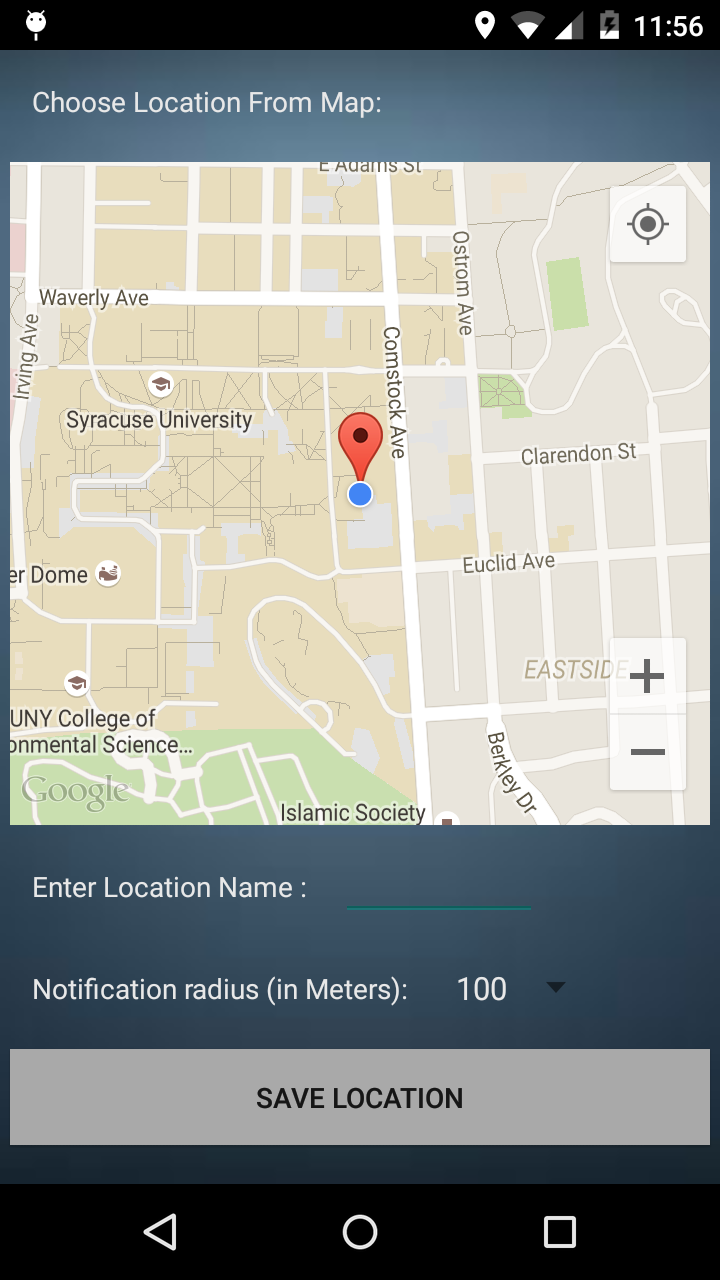 11:56
Choose Location From Map:
E Adams St
Ostrom Ave
Waverly Ave
Irving Ave
Comstock Ave
Syracuse University
Clarendon St
Euclid Ave
er Dome
EASTSIDE
UNY College of
onmental Science...
Berkley Dr
Google
Islamic Society
Enter Location Name :
Notification radius (in Meters): 100
SAVE LOCATION